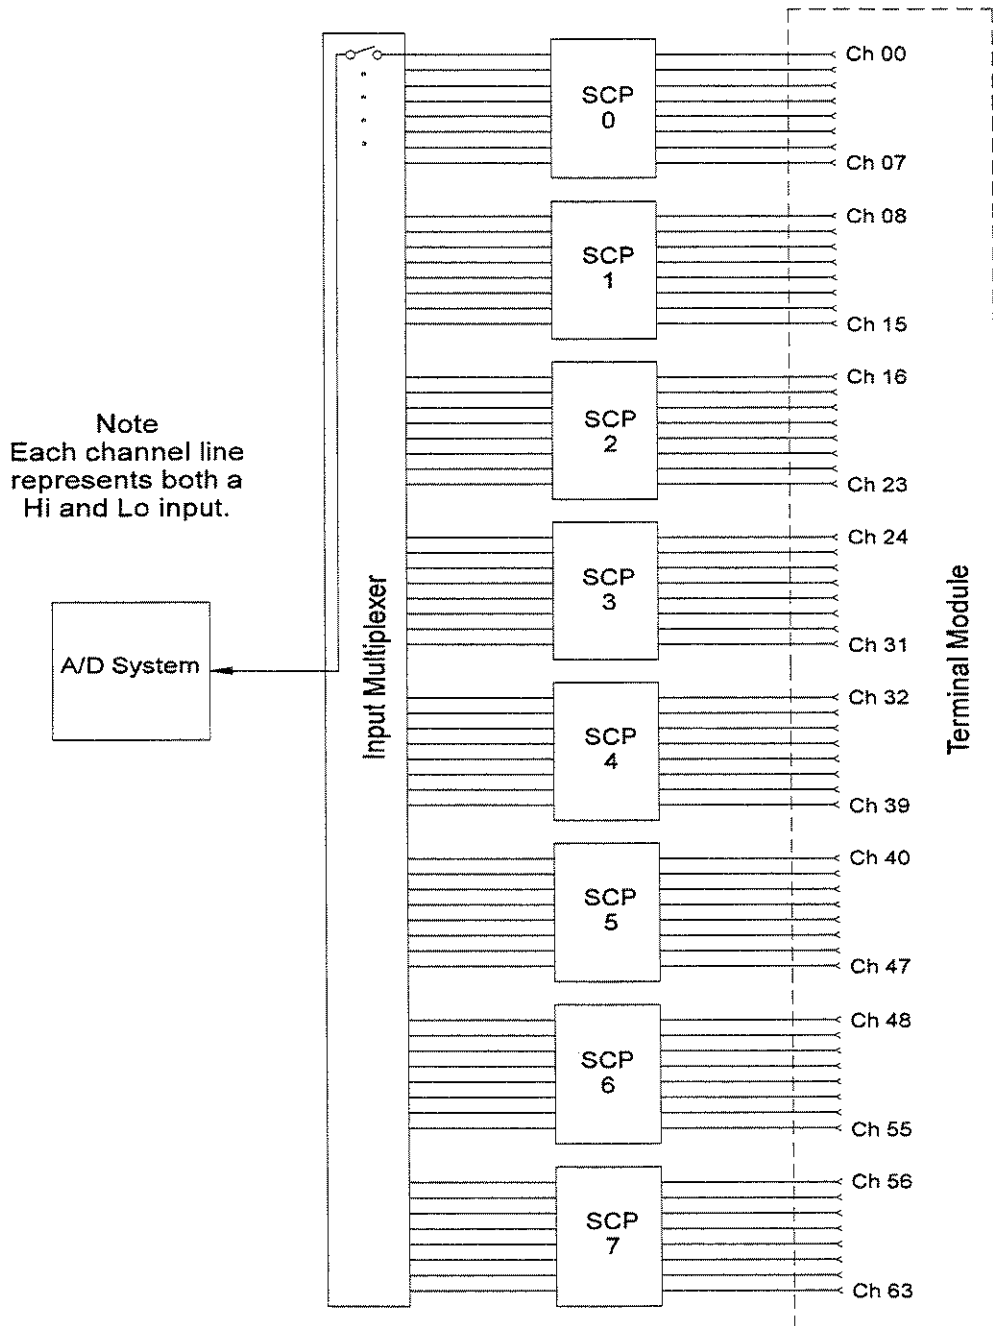 Ch 00
SCP
0
Ch 07
Ch 08
SCP
1
Ch 15
Ch 16
SCP
2
Ch 23
Note
Each channel line
represents both a
Hi and Lo input.
Ch 24
SCP
3
Ch 31
A/D System
Input Multiplexer
Terminal Module
Ch 32
SCP
4
Ch 39
Ch 40
SCP
5
Ch 47
Ch 48
SCP
6
Ch 55
Ch 56
SCP
7
Ch 63